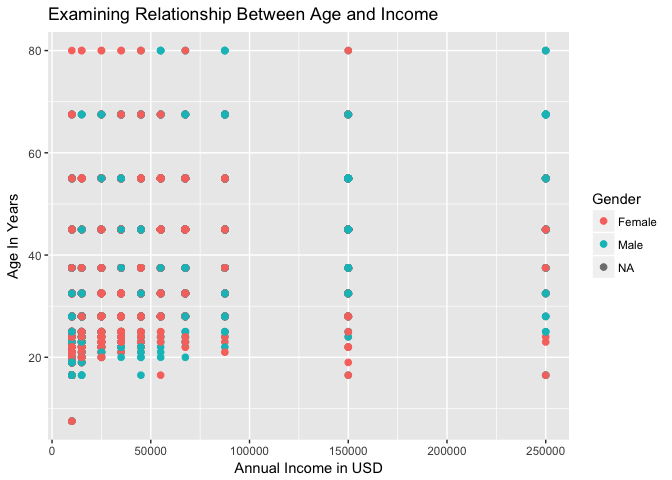 Examining Relationship Between Age and Income
80
60
40
20
Age In Years
0
50000
100000
150000
200000
250000
Annual Income in USD
Gender
Female
Male
NA